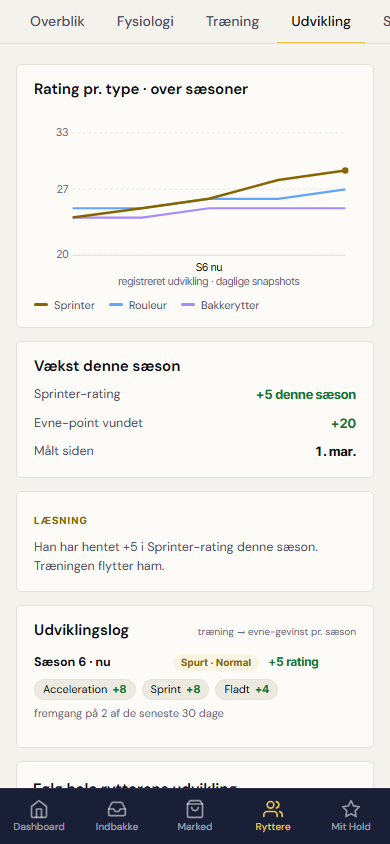 Overblik Fysiologi Træning Udvikling S
Rating pr. type · over sæsoner
33
27
20
S6 nu
registreret udvikling · daglige snapshots
Sprinter Rouleur Bakkerytter
Vækst denne sæson
Sprinter-rating +5 denne sæson
Evne-point vundet +20
Målt siden 1. mar.
LÆSNING
Han har hentet +5 i Sprinter-rating denne sæson.
Træningen flytter ham.
Udviklingslog træning → evne-gevinst pr. sæson
Sæson 6 · nu Spurt · Normal +5 rating
Acceleration +8 Sprint +8 Fladt +4
fremgang på 2 af de seneste 30 dage
Følg hele rytterens udvikling
Dashboard Indbakke Marked Ryttere Mit Hold